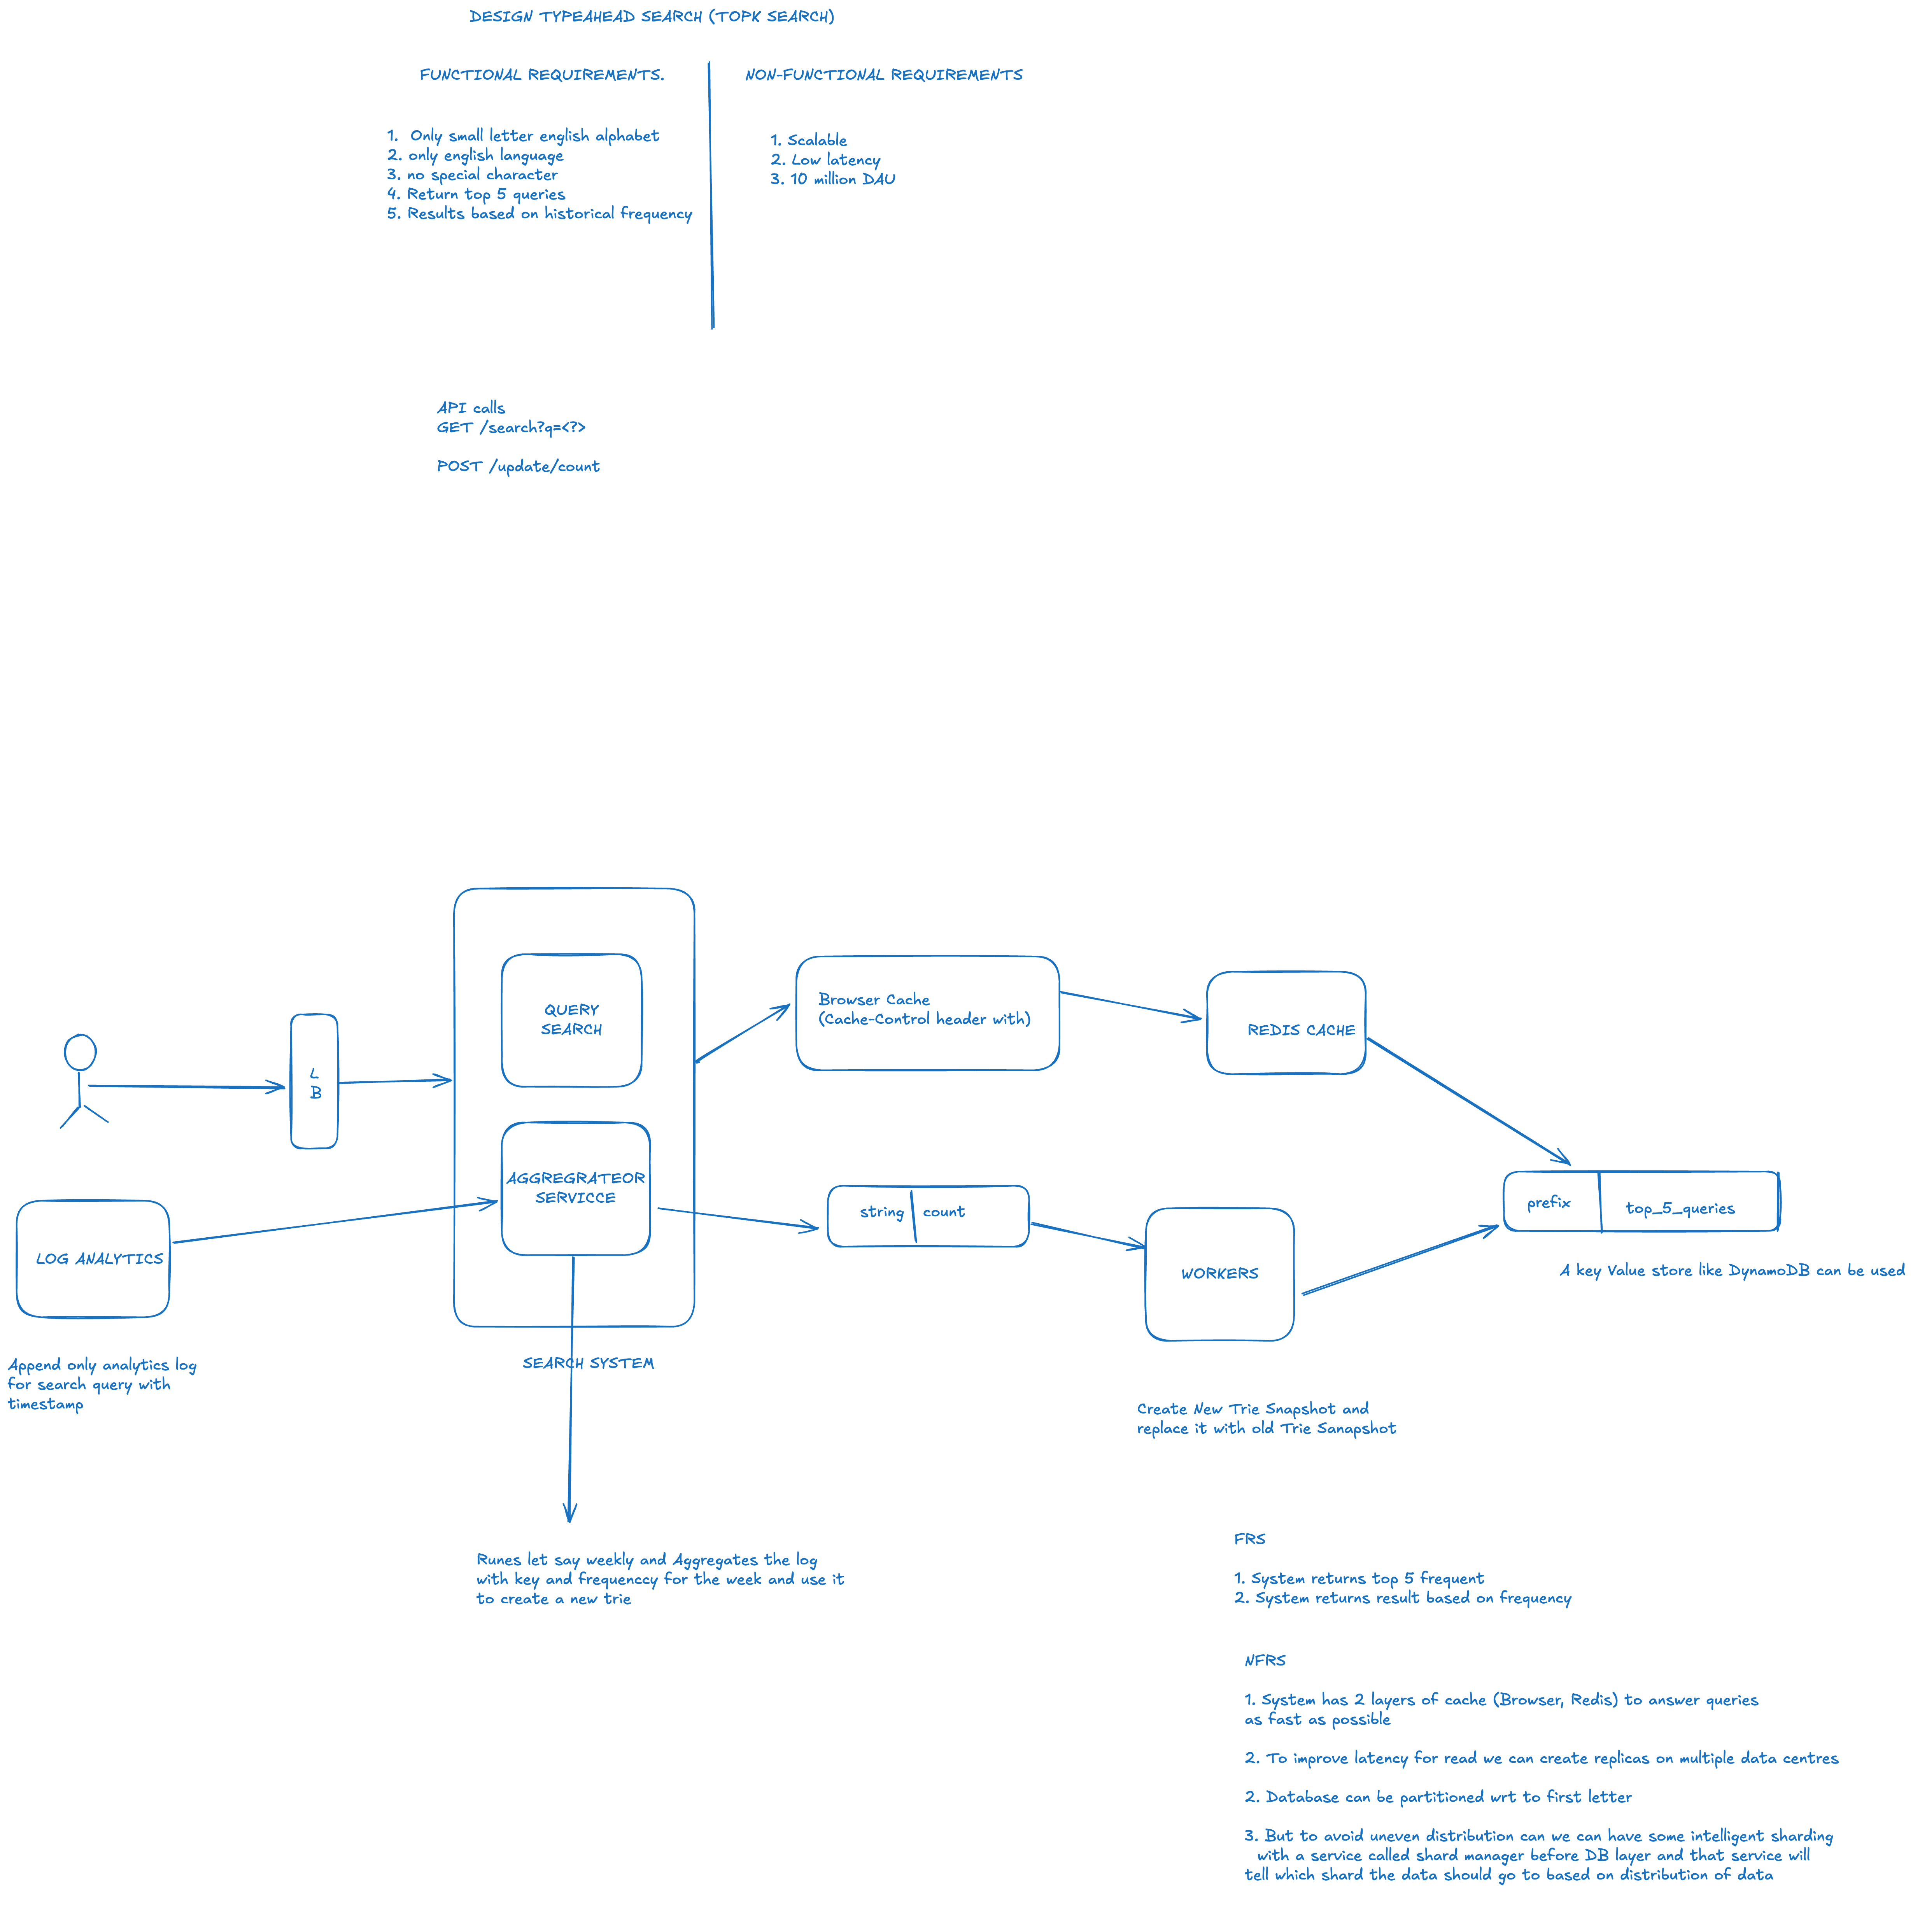 DESIGN TYPEAHEAD SEARCH (TOPK SEARCH)
FUNCTIONAL REQUIREMENTS.
1.  Only small letter english alphabet
2. only english language
3. no special character
4. Return top 5 queries
5. Results based on historical frequency
NON-FUNCTIONAL REQUIREMENTS
1. Scalable
2. Low latency
3. 10 million DAU
API calls
GET /search?q=<?>
POST /update/count
L
B
QUERY
SEARCH
AGGREGRATEOR
SERVICCE
SEARCH SYSTEM
LOG ANALYTICS
Append only analytics log
for search query with
timestamp
Runes let say weekly and Aggregates the log
with key and frequenccy for the week and use it
to create a new trie
Browser Cache
(Cache-Control header with)
REDIS CACHE
string
count
WORKERS
Create New Trie Snapshot and
replace it with old Trie Sanapshot
prefix
top_5_queries
A key Value store like DynamoDB can be used
FRS
1. System returns top 5 frequent
2. System returns result based on frequency
NFRS
1. System has 2 layers of cache (Browser, Redis) to answer queries
as fast as possible
2. To improve latency for read we can create replicas on multiple data centres
2. Database can be partitioned wrt to first letter
3. But to avoid uneven distribution can we can have some intelligent sharding
with a service called shard manager before DB layer and that service will
tell which shard the data should go to based on distribution of data